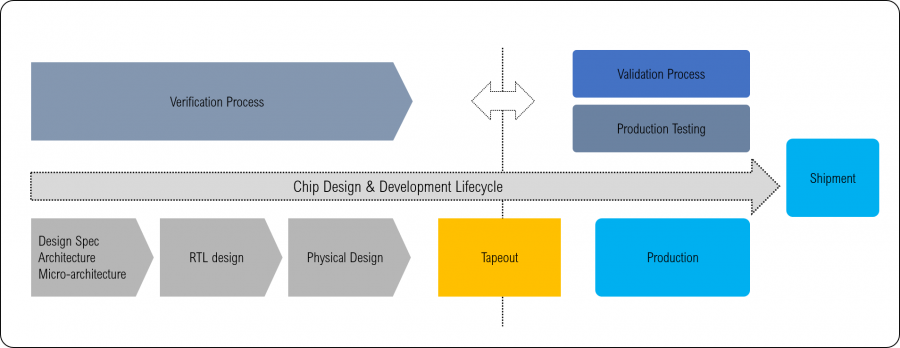 Verification Process
Validation Process
Production Testing
Chip Design & Development Lifecycle
Shipment
Design Spec
Architecture
Micro-architecture
RTL design
Physical Design
Tapeout
Production